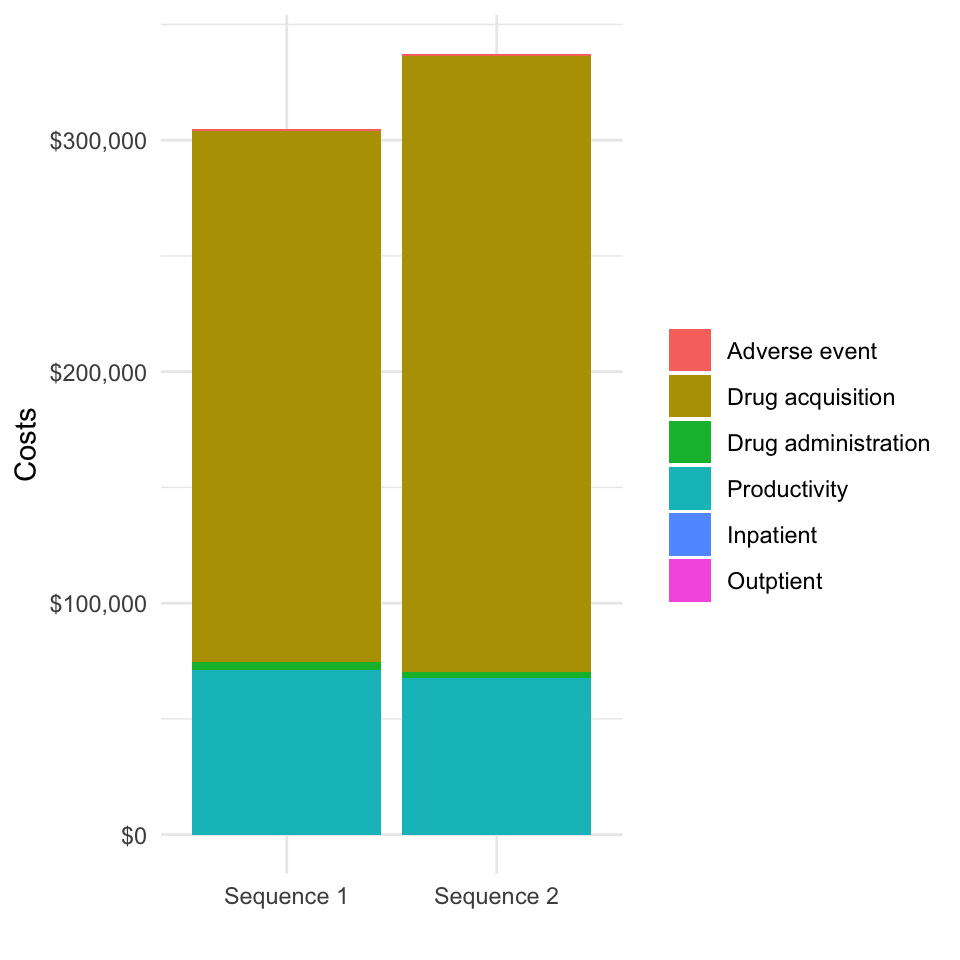 Costs
$300,000
$200,000
$100,000
$0
Sequence 1
Sequence 2
Adverse event
Drug acquisition
Drug administration
Productivity
Inpatient
Outptient